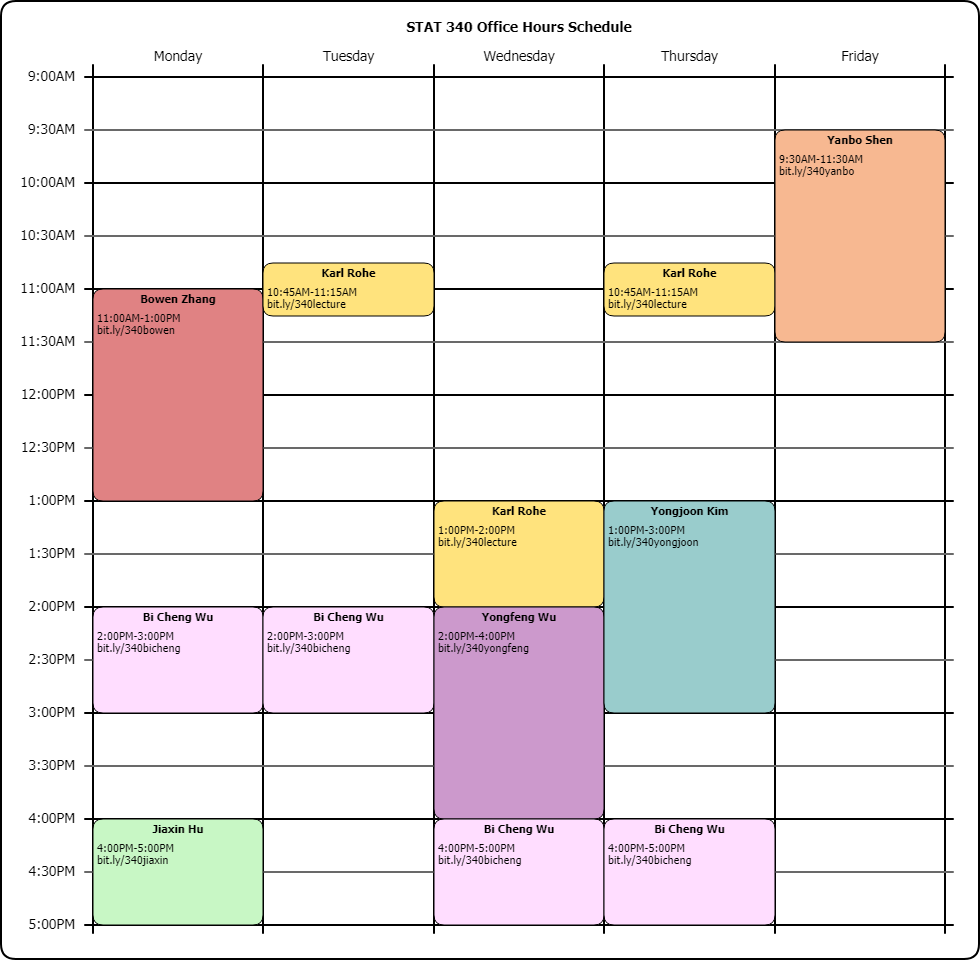 STAT 340 Office Hours Schedule
Monday Tuesday Wednesday Thursday Friday
9:00AM
9:30AM
10:00AM
10:30AM
11:00AM
11:30AM
12:00PM
12:30PM
1:00PM
1:30PM
2:00PM
2:30PM
3:00PM
3:30PM
4:00PM
4:30PM
5:00PM
Bowen Zhang
11:00AM-1:00PM
bit.ly/340bowen
Bi Cheng Wu
2:00PM-3:00PM
bit.ly/340bicheng
Jiaxin Hu
4:00PM-5:00PM
bit.ly/340jiaxin
Karl Rohe
10:45AM-11:15AM
bit.ly/340lecture
Bi Cheng Wu
2:00PM-3:00PM
bit.ly/340bicheng
Karl Rohe
1:00PM-2:00PM
bit.ly/340lecture
Yongfeng Wu
2:00PM-4:00PM
bit.ly/340yongfeng
Bi Cheng Wu
4:00PM-5:00PM
bit.ly/340bicheng
Karl Rohe
10:45AM-11:15AM
bit.ly/340lecture
Yongjoon Kim
1:00PM-3:00PM
bit.ly/340yongjoon
Bi Cheng Wu
4:00PM-5:00PM
bit.ly/340bicheng
Yanbo Shen
9:30AM-11:30AM
bit.ly/340yanbo